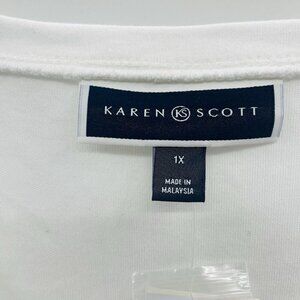 KAREN KS SCOTT
1X
MADE IN
MALAYSIA